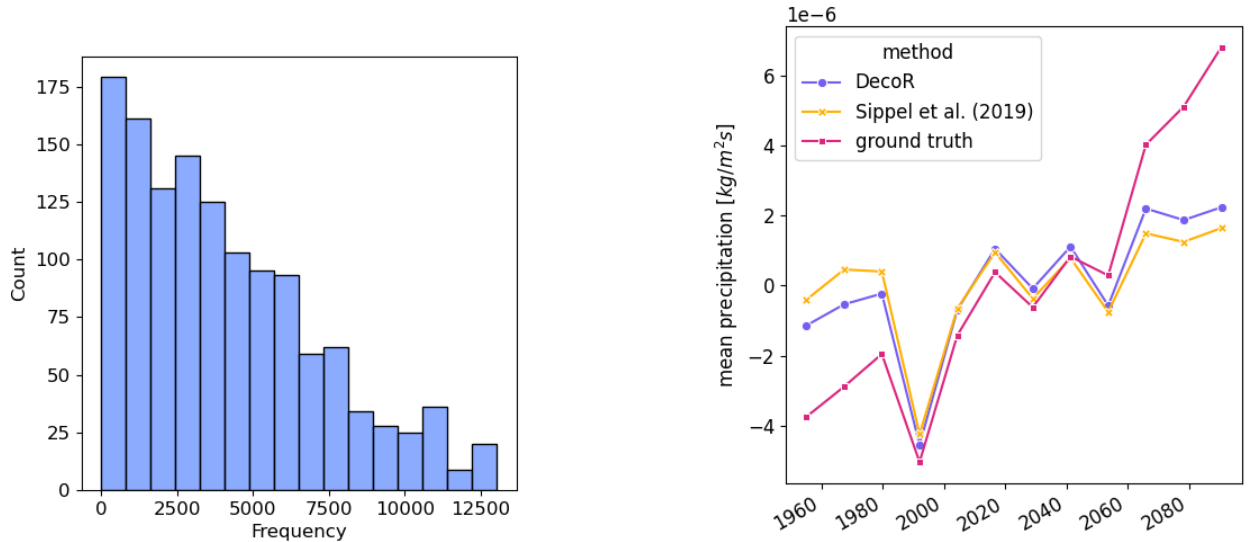 175
150
125
100
75
50
25
0
Count
0 2500 5000 7500 10000 12500
Frequency
1e−6
method
DecoR
Sippel et al. (2019)
ground truth
6
4
2
0
−2
−4
mean precipitation [kg/m²s]
1960 1980 2000 2020 2040 2060 2080